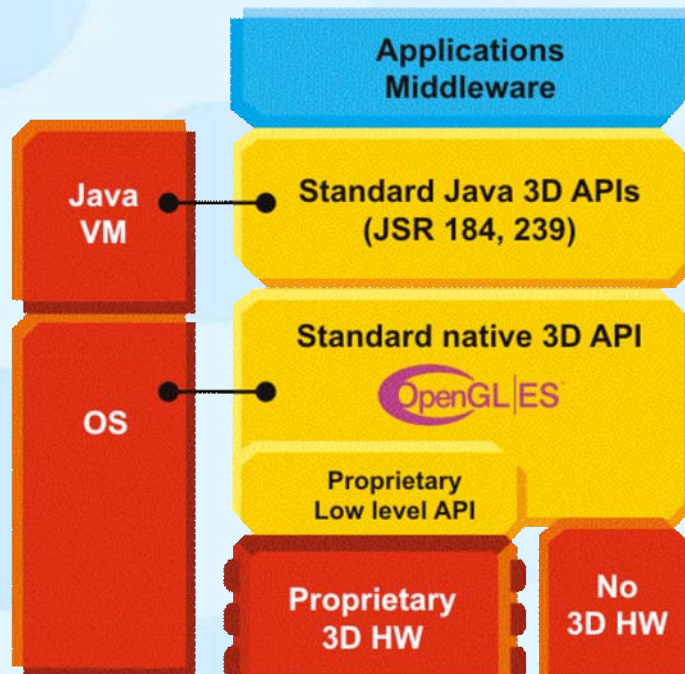 Applications
Middleware
Java
VM
Standard Java 3D APIs
(JSR 184, 239)
Standard native 3D API
OpenGL|ES
OS
Proprietary
Low level API
Proprietary
3D HW
No
3D HW